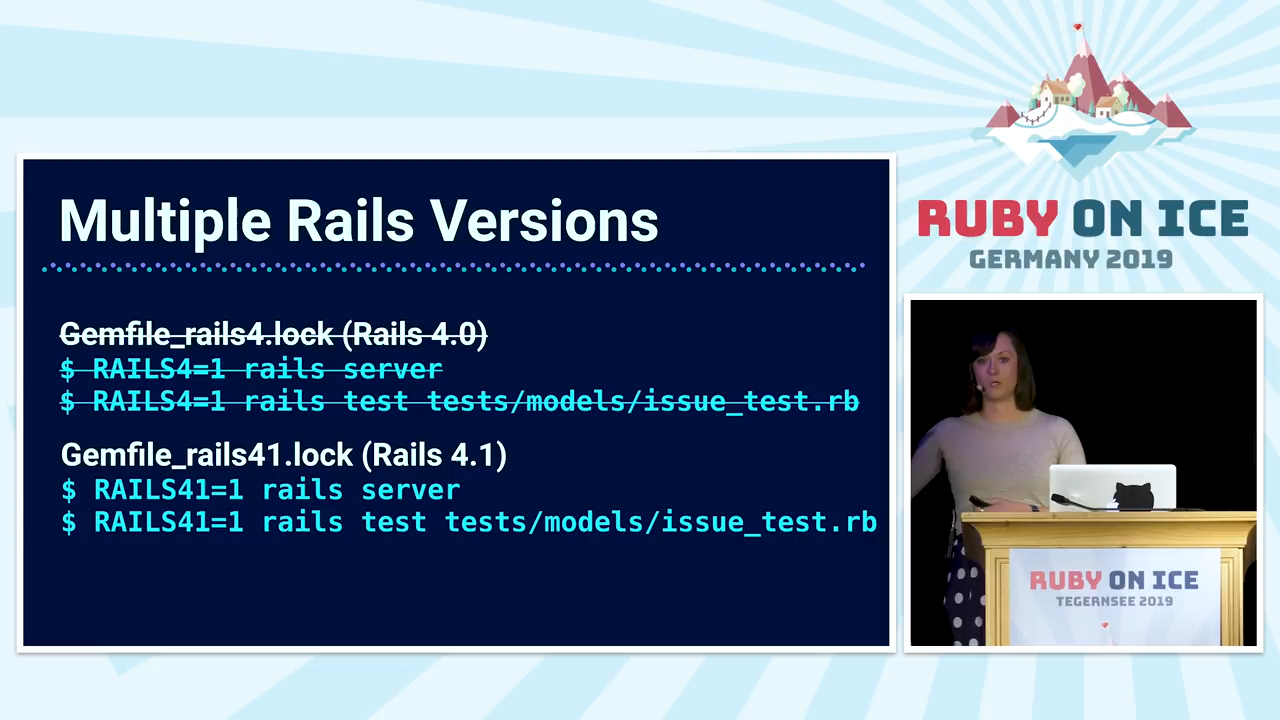 Multiple Rails Versions
Gemfile_rails4.lock (Rails 4.0)
$ RAILS4=1 rails server
$ RAILS4=1 rails test tests/models/issue_test.rb
Gemfile_rails41.lock (Rails 4.1)
$ RAILS41=1 rails server
$ RAILS41=1 rails test tests/models/issue_test.rb
RUBY ON ICE
GERMANY 2019
RUBY ON ICE
TEGERNSEE 2019